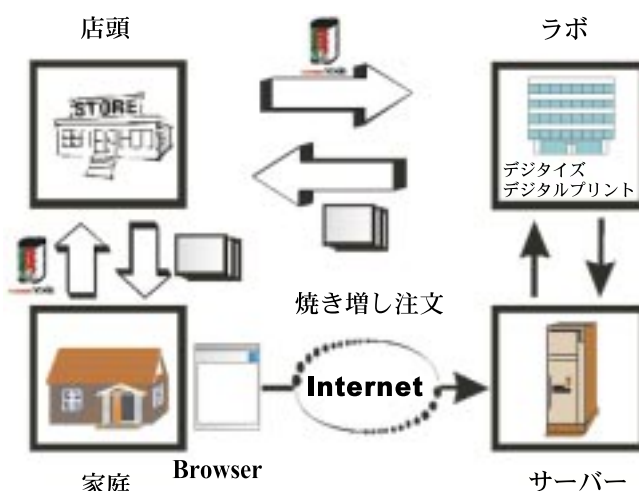 店頭
ラボ
STORE
デジタイズ
デジタルプリント
焼き増し注文
Internet
Browser
家庭
サーバー